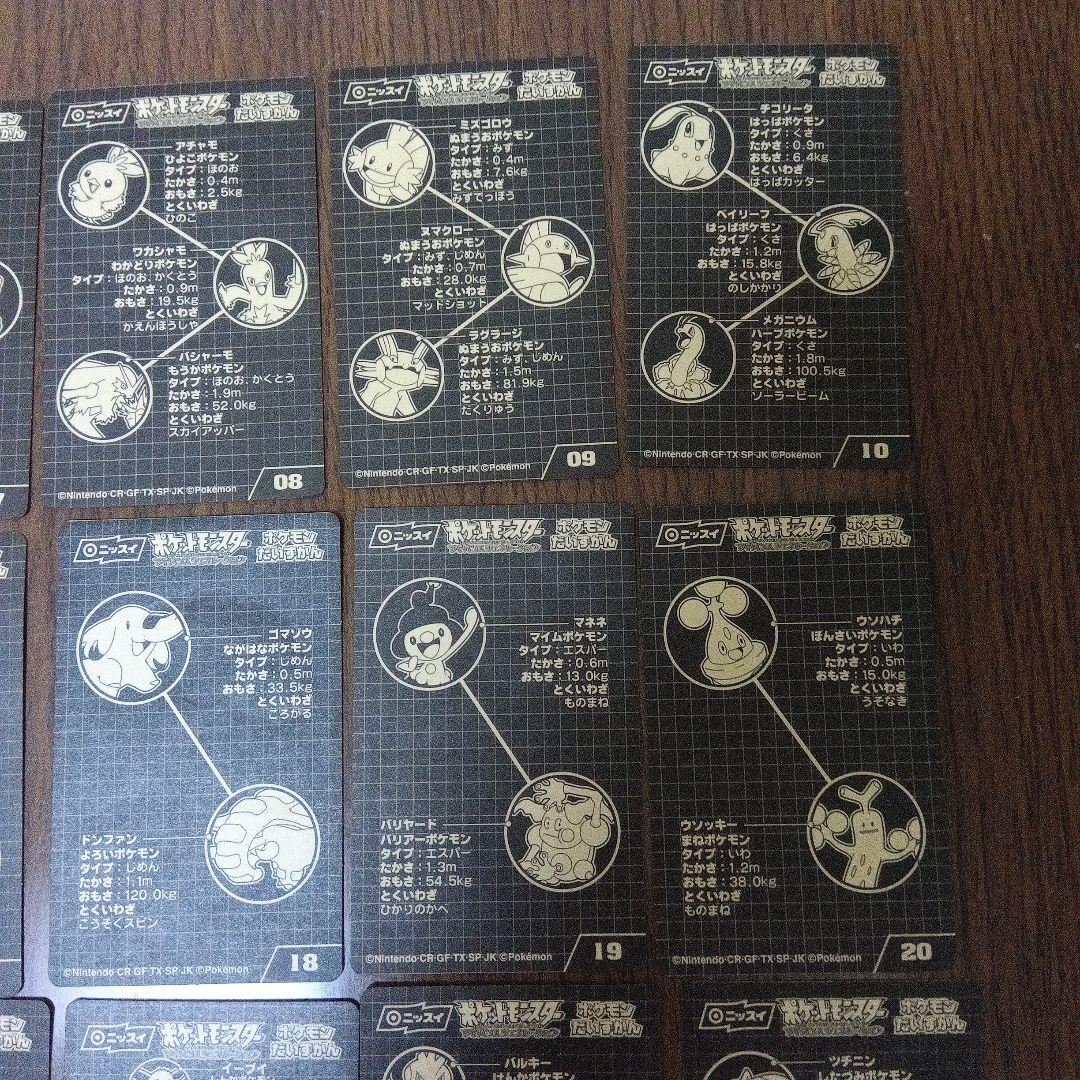 ニッスイ
ポケットモンスター
ポケモン
だいずかん
アチャモ
ひよこポケモン
タイプ:ほのお
たかさ:0.4m
おもさ:2.5kg
とくいわざ
ひのこ
ワカシャモ
わかどりポケモン
タイプ:ほのお、かくとう
たかさ:0.9m
おもさ:19.5kg
とくいわざ
かえんほうしゃ
バシャーモ
もうかポケモン
タイプ:ほのお、かくとう
たかさ:1.9m
おもさ:52.0kg
とくいわざ
スカイアッパー
©Nintendo・CR・GF・TX・SP・JK ©Pokémon
08
ニッスイ
ポケットモンスター
ポケモン
だいずかん
ミズゴロウ
ぬまうおポケモン
タイプ:みず
たかさ:0.4m
おもさ:7.6kg
とくいわざ
みずでっぽう
ヌマクロー
ぬまうおポケモン
タイプ:みず、じめん
たかさ:0.7m
おもさ:28.0kg
とくいわざ
マッドショット
ラグラージ
ぬまうおポケモン
タイプ:みず、じめん
たかさ:1.5m
おもさ:81.9kg
とくいわざ
だくりゅう
©Nintendo・CR・GF・TX・SP・JK ©Pokémon
09
ニッスイ
ポケットモンスター
ポケモン
だいずかん
チコリータ
はっぱポケモン
タイプ:くさ
たかさ:0.9m
おもさ:6.4kg
とくいわざ
はっぱカッター
ベイリーフ
はっぱポケモン
タイプ:くさ
たかさ:1.2m
おもさ:15.8kg
とくいわざ
のしかかり
メガニウム
ハーブポケモン
タイプ:くさ
たかさ:1.8m
おもさ:100.5kg
とくいわざ
ソーラービーム
©Nintendo・CR・GF・TX・SP・JK ©Pokémon
10
ニッスイ
ポケットモンスター
ポケモン
だいずかん
ゴマゾウ
ながはなポケモン
タイプ:じめん
たかさ:0.5m
おもさ:33.5kg
とくいわざ
ころがる
ドンファン
よろいポケモン
タイプ:じめん
たかさ:1.1m
おもさ:120.0kg
とくいわざ
こうそくスピン
©Nintendo・CR・GF・TX・SP・JK ©Pokémon
18
ニッスイ
ポケットモンスター
ポケモン
だいずかん
マネネ
マイムポケモン
タイプ:エスパー
たかさ:0.6m
おもさ:13.0kg
とくいわざ
ものまね
バリヤード
バリアーポケモン
タイプ:エスパー
たかさ:1.3m
おもさ:54.5kg
とくいわざ
ひかりのかべ
©Nintendo・CR・GF・TX・SP・JK ©Pokémon
19
ニッスイ
ポケットモンスター
ポケモン
だいずかん
ウソハチ
ぼんさいポケモン
タイプ:いわ
たかさ:0.5m
おもさ:15.0kg
とくいわざ
うそなき
ウソッキー
まねポケモン
タイプ:いわ
たかさ:1.2m
おもさ:38.0kg
とくいわざ
ものまね
©Nintendo・CR・GF・TX・SP・JK ©Pokémon
20
ニッスイ
ポケットモンスター
ポケモン
だいずかん
イーブイ
ニッスイ
ポケットモンスター
ポケモン
だいずかん
バルキー
けんかポケモン
ニッスイ
ポケットモンスター
ポケモン
だいずかん
ツチニン
したづみポケモン